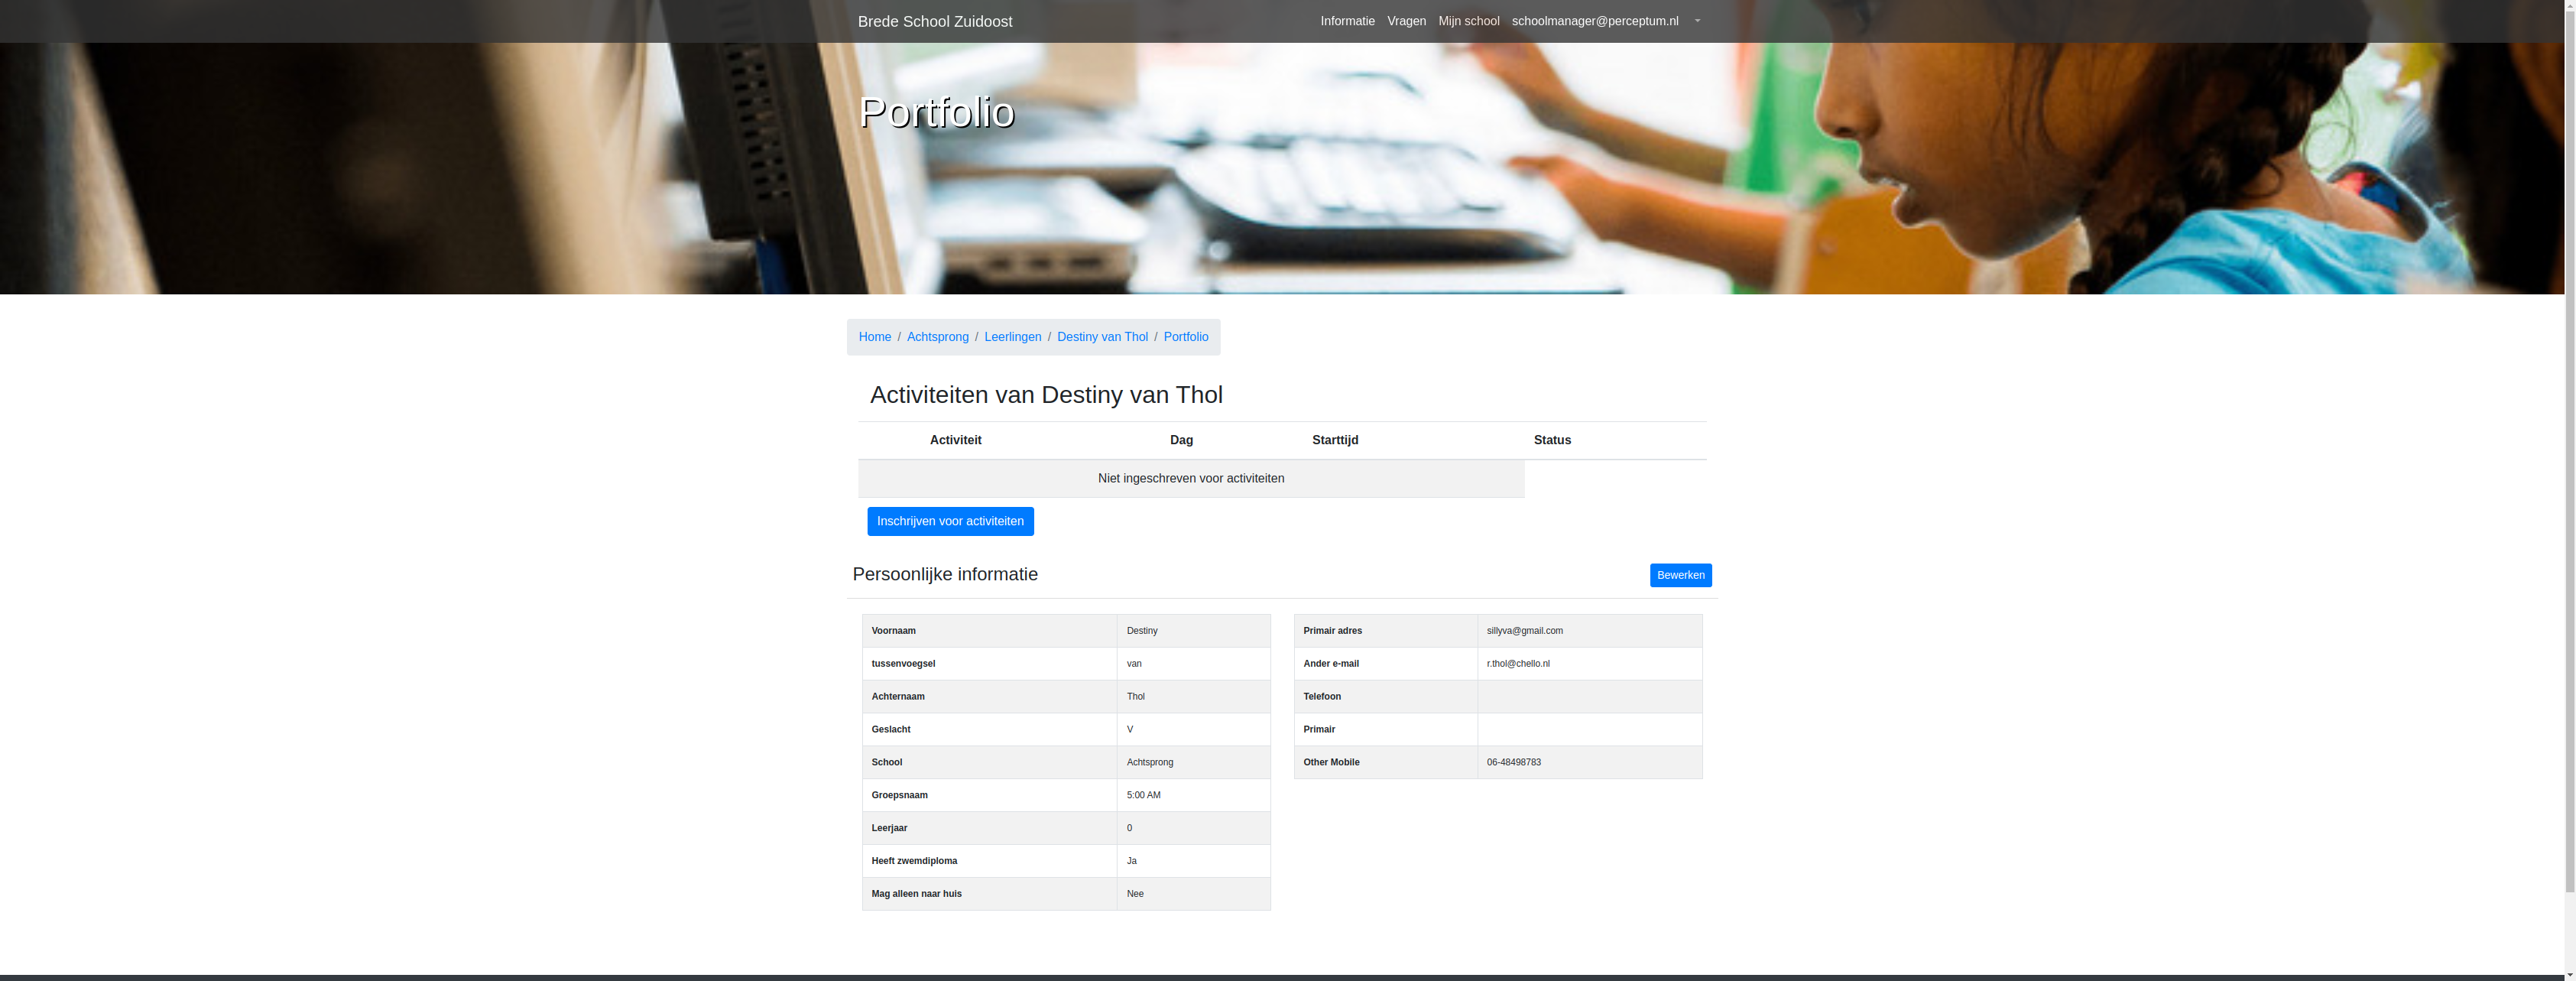 Brede School Zuidoost
Informatie Vragen Mijn school schoolmanager@perceptum.nl
Portfolio
Home / Achtsprong / Leerlingen / Destiny van Thol / Portfolio
Activiteiten van Destiny van Thol
Activiteit Dag Starttijd Status
Niet ingeschreven voor activiteiten
Inschrijven voor activiteiten
Persoonlijke informatie
Bewerken
Voornaam Destiny
tussenvoegsel van
Achternaam Thol
Geslacht V
School Achtsprong
Groepsnaam 5:00 AM
Leerjaar 0
Heeft zwemdiploma Ja
Mag alleen naar huis Nee
Primair adres sillyva@gmail.com
Ander e-mail r.thol@chello.nl
Telefoon
Primair
Other Mobile 06-48498783